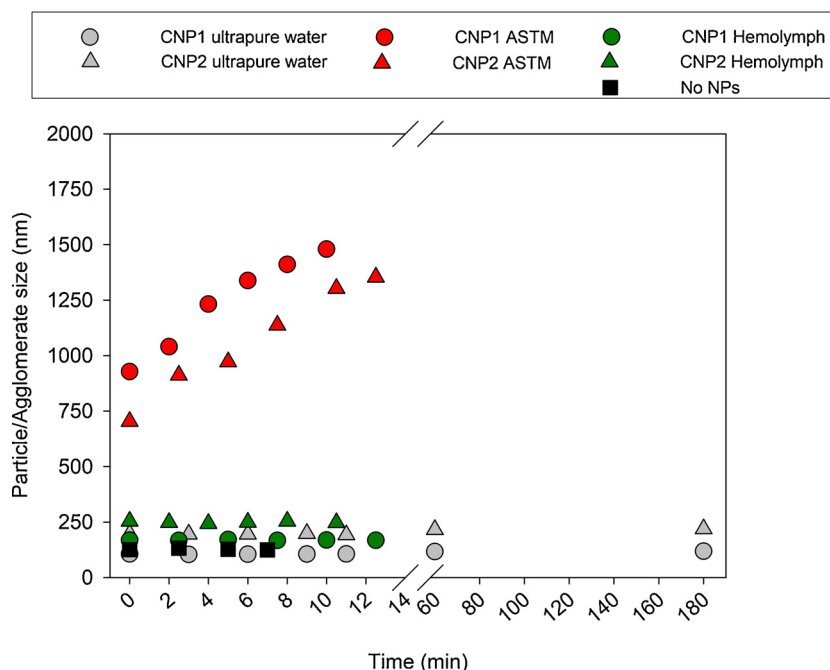 CNP1 ultrapure water CNP1 ASTM CNP1 Hemolymph
CNP2 ultrapure water CNP2 ASTM CNP2 Hemolymph
No NPs
2000
1750
1500
1250
1000
750
500
250
0
Particle/Agglomerate size (nm)
0 2 4 6 8 10 12 14 60 80 100 120 140 160 180
Time (min)